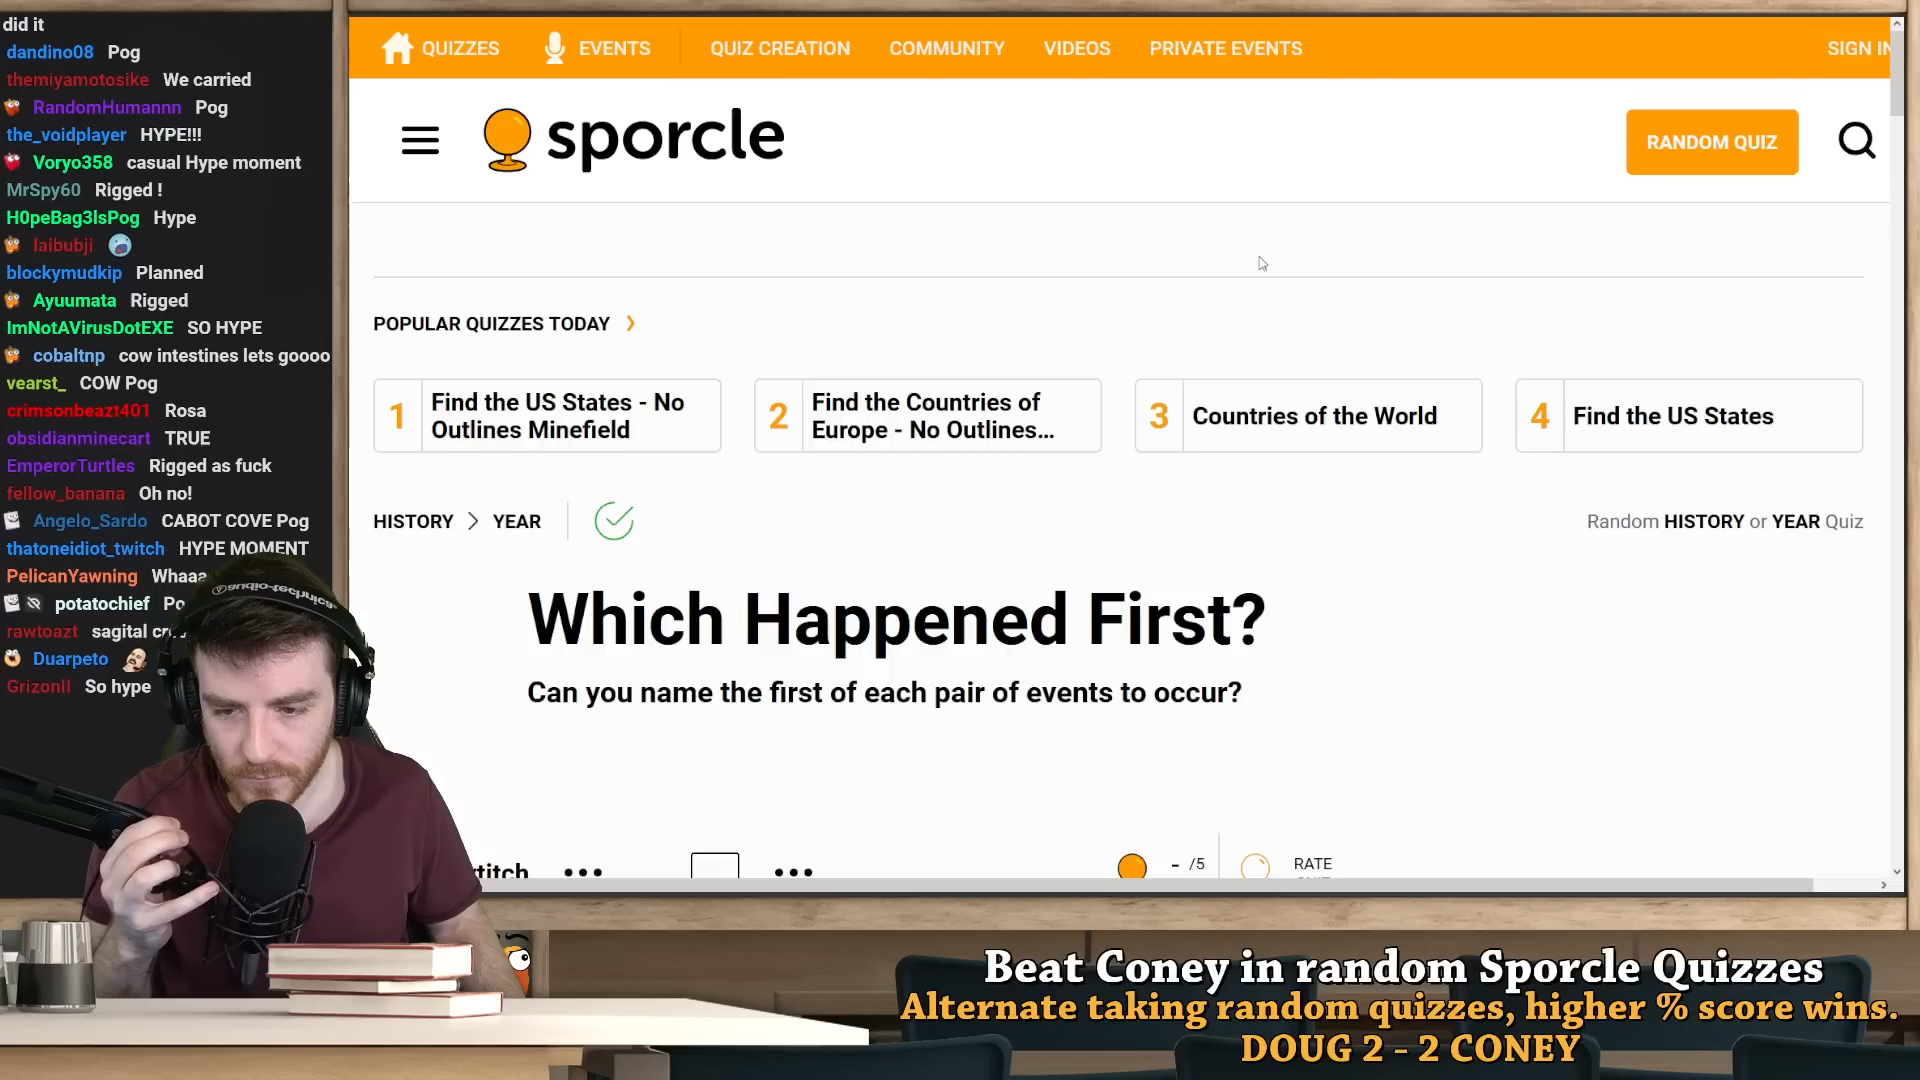 did it
dandino08 Pog
themiyamotosike We carried
RandomHumannn Pog
the_voidplayer HYPE!!!
Voryo358 casual Hype moment
MrSpy60 Rigged !
H0peBag3IsPog Hype
laibubji
blockymudkip Planned
Ayuumata Rigged
ImNotAVirusDotEXE SO HYPE
cobaltnp cow intestines lets goooo
vearst_ COW Pog
crimsonbeazt401 Rosa
obsidianminecart TRUE
EmperorTurtles Rigged as fuck
fellow_banana Oh no!
Angelo_Sardo CABOT COVE Pog
thatoneidiot_twitch HYPE MOMENT
PelicanYawning Whaaa
potatochief Po
rawtoazt sagital
Duarpeto
GrizonII So hype
audio-technica
QUIZZES EVENTS QUIZ CREATION COMMUNITY VIDEOS PRIVATE EVENTS SIGN IN
sporcle
RANDOM QUIZ
POPULAR QUIZZES TODAY
1 Find the US States - No
Outlines Minefield
2 Find the Countries of
Europe - No Outlines...
3 Countries of the World
4 Find the US States
HISTORY > YEAR
Random HISTORY or YEAR Quiz
Which Happened First?
Can you name the first of each pair of events to occur?
titch
- /5
RATE
Beat Coney in random Sporcle Quizzes
Alternate taking random quizzes, higher % score wins.
DOUG 2 - 2 CONEY